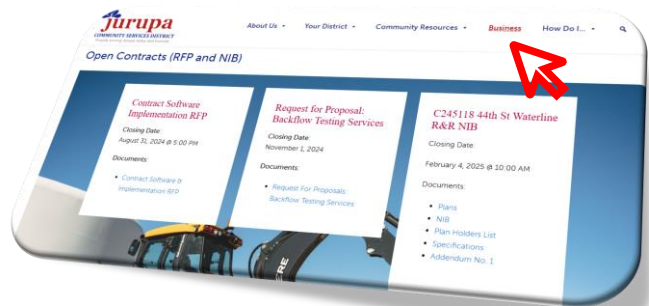 Jurupa
COMMUNITY SERVICES DISTRICT
About Us
Your District
Community Resources
Business
How Do I...
Open Contracts (RFP and NIB)
Contract Software
Implementation RFP
Closing Date:
August 31, 2024 @ 5:00 PM
Documents:
Contract Software &
Implementation RFP
Request for Proposal:
Backflow Testing Services
Closing Date:
November 1, 2024
Documents:
Request For Proposals:
Backflow Testing Services
C245118 44th St Waterline
R&R NIB
Closing Date:
February 4, 2025 @ 10:00 AM
Documents:
Plans
NIB
Plan Holders List
Specifications
Addendum No. 1